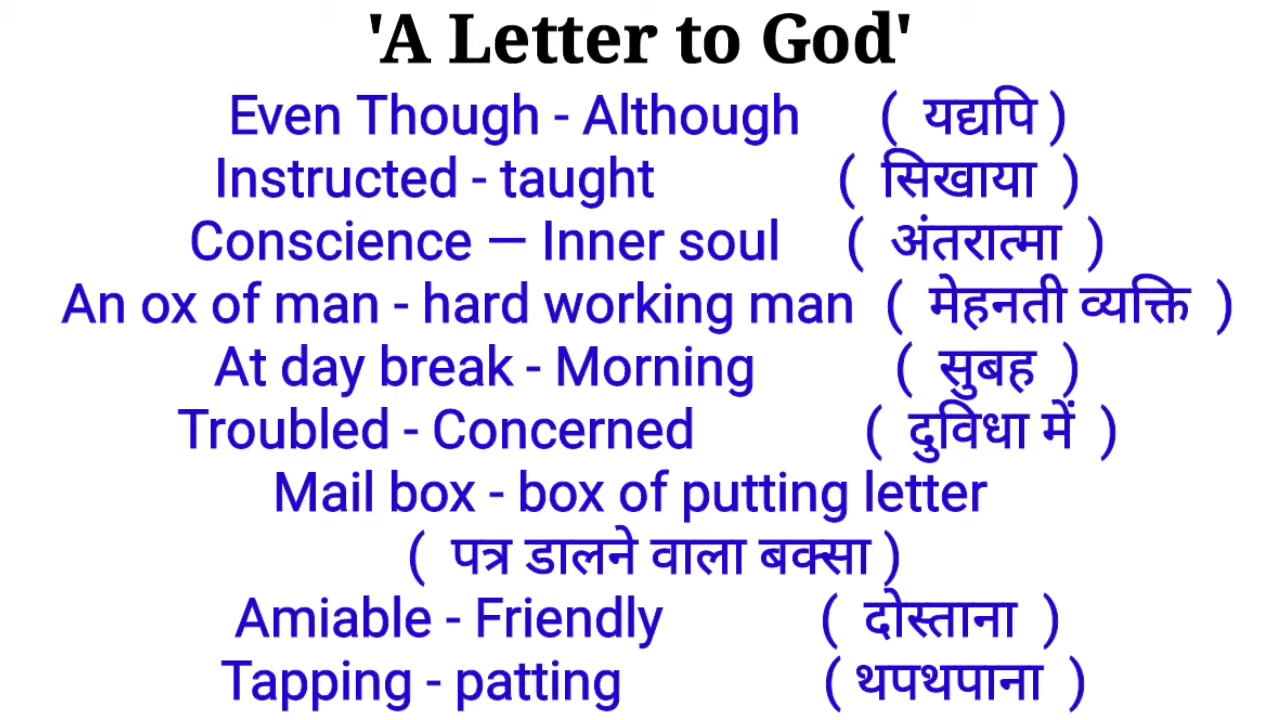 'A Letter to God'
Even Though - Although ( यद्यपि )
Instructed - taught ( सिखाया )
Conscience — Inner soul ( अंतरात्मा )
An ox of man - hard working man ( मेहनती व्यक्ति )
At day break - Morning ( सुबह )
Troubled - Concerned ( दुविधा में )
Mail box - box of putting letter
( पत्र डालने वाला बक्सा )
Amiable - Friendly ( दोस्ताना )
Tapping - patting ( थपथपाना )